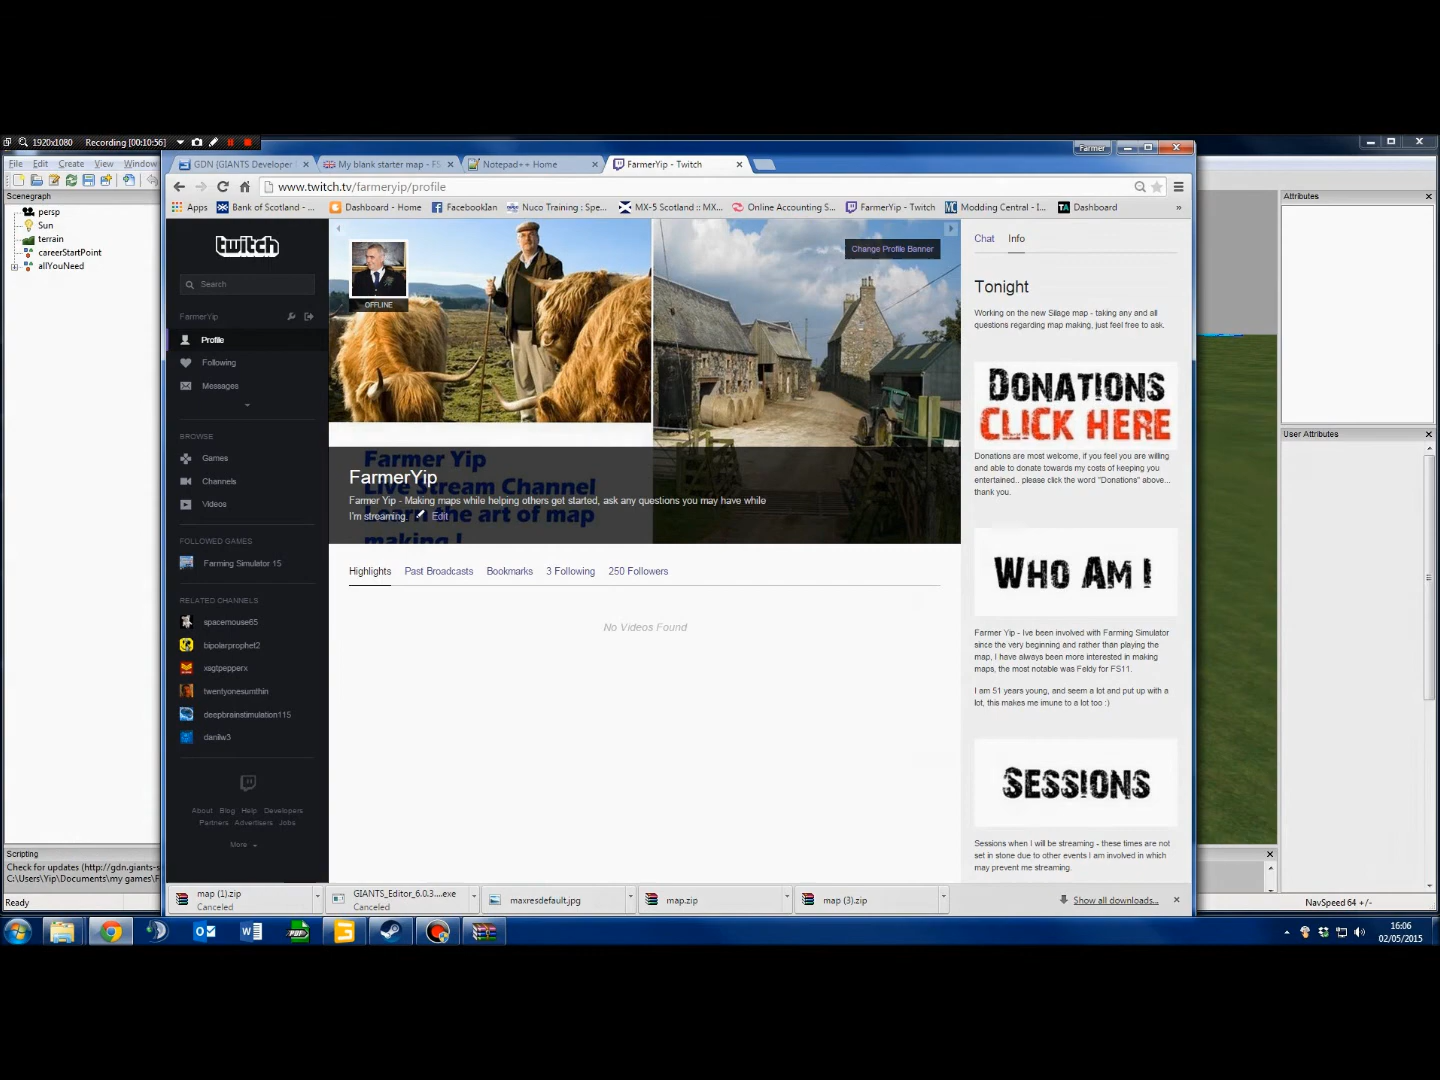 1920x1080 Recording [00:10:56]
File Edit Create View Window
Scenegraph
persp
Sun
terrain
careerStartPoint
allYouNeed
Scripting
Check for updates (http://gdn.giants-s
C:\Users\Yip\Documents\my games\F
Ready
Farmer
GDN (GIANTS Developer
My blank starter map - FS
Notepad++ Home
FarmerYip - Twitch
www.twitch.tv/farmeryip/profile
Apps
Bank of Scotland - ...
Dashboard - Home
FacebookIan
Nuco Training : Spe...
MX-5 Scotland :: MX...
Online Accounting S...
FarmerYip - Twitch
Modding Central - I...
Dashboard
»
twitch
Search
FarmerYip
Profile
Following
Messages
BROWSE
Games
Channels
Videos
FOLLOWED GAMES
Farming Simulator 15
RELATED CHANNELS
spacemouse65
bipolarprophet2
xsgtpepperx
twentyonesumthin
deepbrainstimulation115
danilw3
About Blog Help Developers
Partners Advertisers Jobs
More
OFFLINE
Change Profile Banner
Farmer Yip
Live Stream Channel
Learn the art of map
making !
FarmerYip
Farmer Yip - Making maps while helping others get started, ask any questions you may have while
I'm streaming. Edit
Highlights Past Broadcasts Bookmarks 3 Following 250 Followers
No Videos Found
Chat Info
Tonight
Working on the new Silage map - taking any and all
questions regarding map making, just feel free to ask.
DONATIONS
CLICK HERE
Donations are most welcome, if you feel you are willing
and able to donate towards my costs of keeping you
entertained.. please click the word "Donations" above...
thank you.
WHO AM I
Farmer Yip - Ive been involved with Farming Simulator
since the very beginning and rather than playing the
map, I have always been more interested in making
maps, the most notable was Feldy for FS11.
I am 51 years young, and seem a lot and put up with a
lot, this makes me imune to a lot too :)
SESSIONS
Sessions when I will be streaming - these times are not
set in stone due to other events I am involved in which
may prevent me streaming.
map (1).zip
Canceled
GIANTS_Editor_6.0.3....exe
Canceled
maxresdefault.jpg
map.zip
map (3).zip
Show all downloads...
Attributes
User Attributes
NavSpeed 64 +/-
16:06
02/05/2015